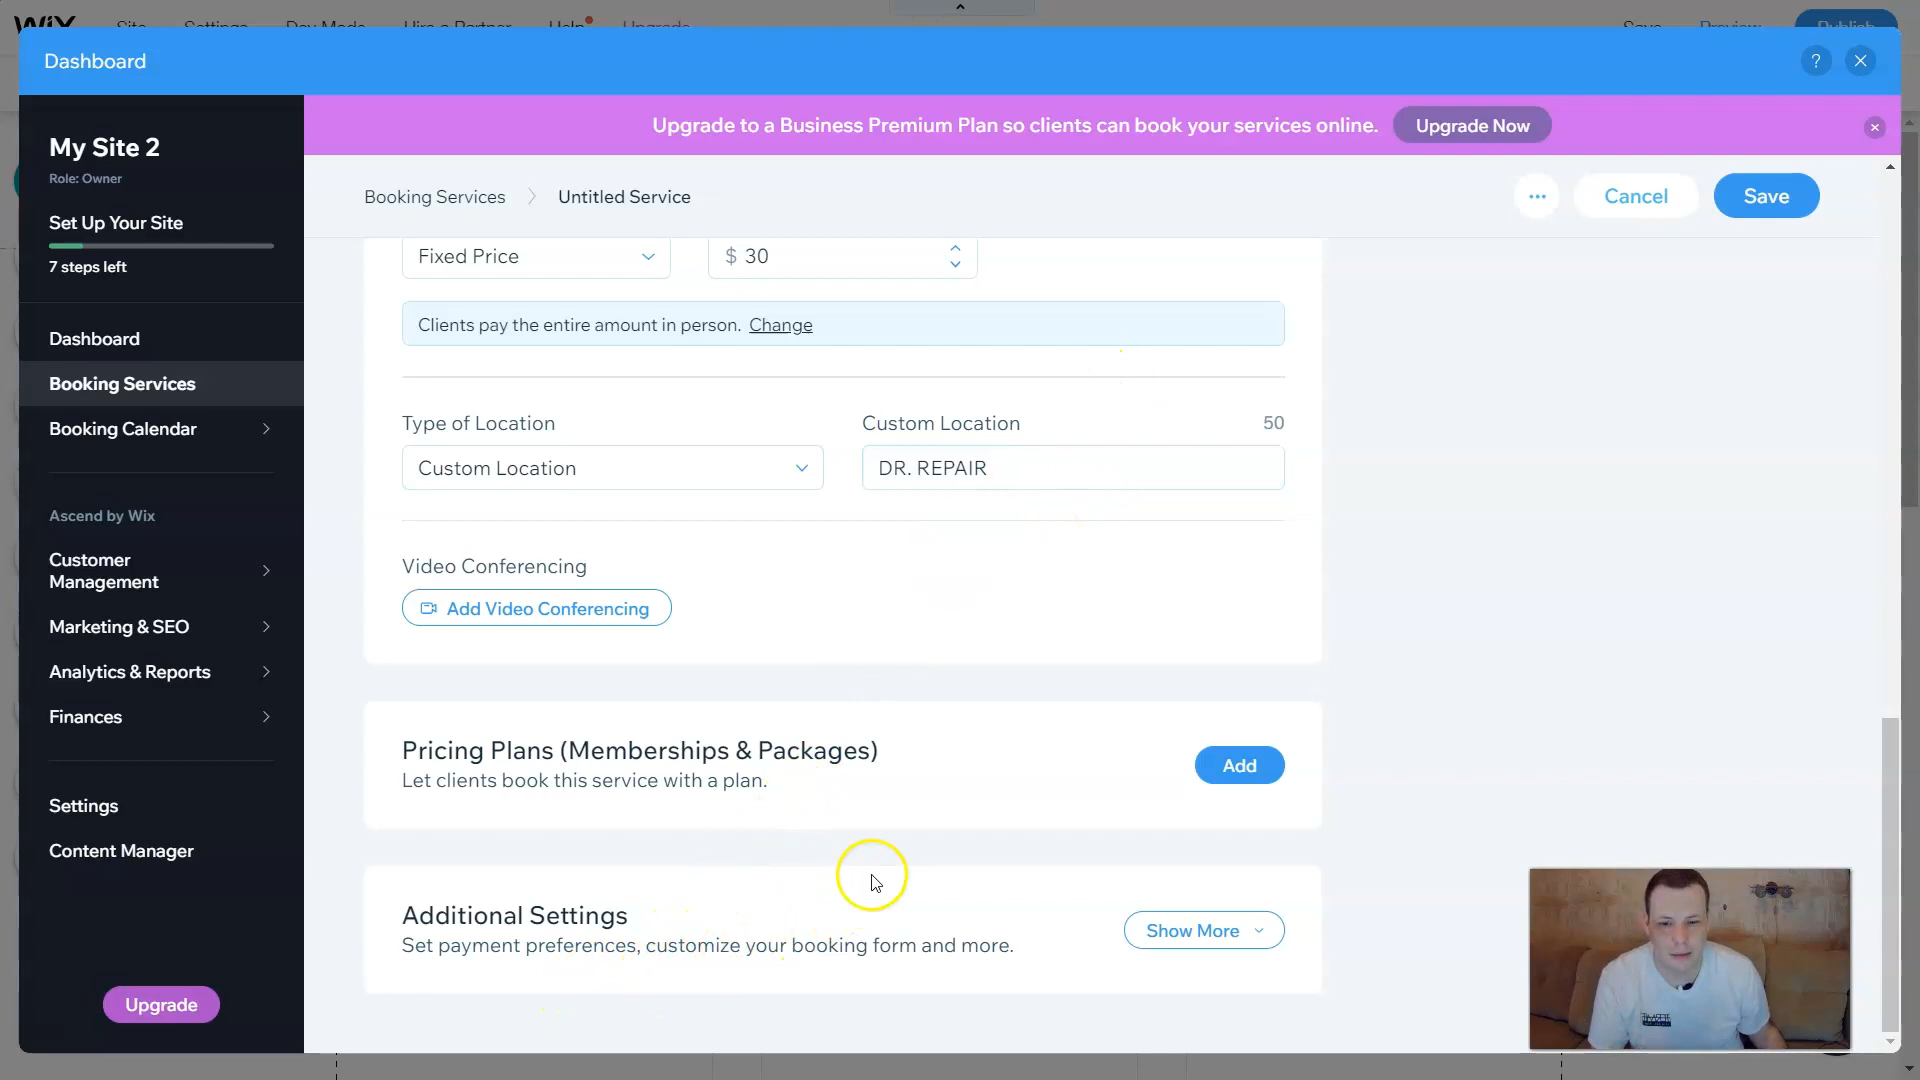 WIX Site Settings Dev Mode Hire a Partner Help Upgrade Save Preview Publish
Dashboard ?
Upgrade to a Business Premium Plan so clients can book your services online. Upgrade Now
My Site 2
Role: Owner
Set Up Your Site
7 steps left
Dashboard
Booking Services
Booking Calendar
Ascend by Wix
Customer
Management
Marketing & SEO
Analytics & Reports
Finances
Settings
Content Manager
Upgrade
Booking Services Untitled Service ... Cancel Save
Fixed Price $ 30
Clients pay the entire amount in person. Change
Type of Location Custom Location 50
Custom Location DR. REPAIR
Video Conferencing
Add Video Conferencing
Pricing Plans (Memberships & Packages)
Let clients book this service with a plan.
Add
Additional Settings
Set payment preferences, customize your booking form and more.
Show More